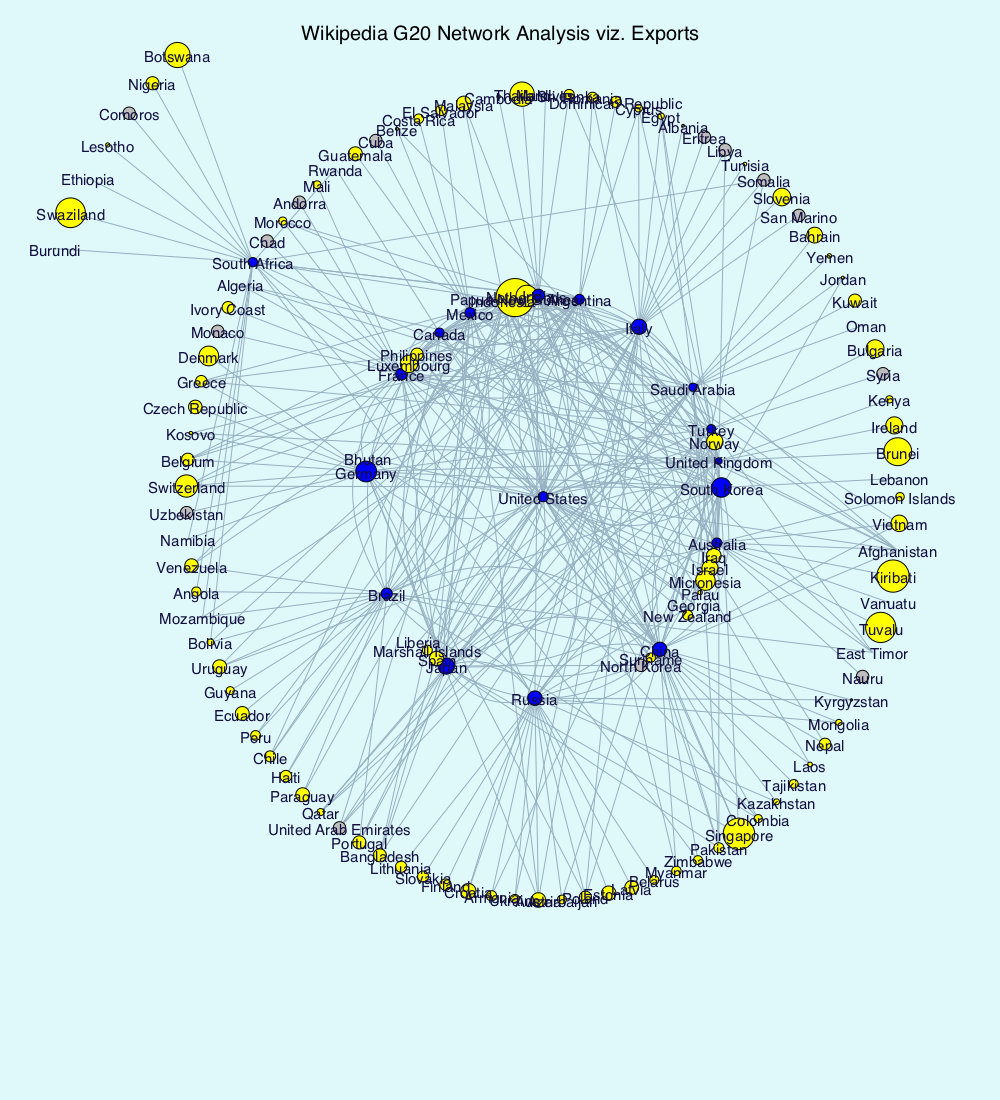 Wikipedia G20 Network Analysis viz. Exports
Botswana
Nigeria
Comoros
Lesotho
Ethiopia
Swaziland
Burundi
Cambodia
Malaysia
El Salvador
Costa Rica
Belize
Cuba
Guatemala
Rwanda
Mali
Andorra
Morocco
Chad
South Africa
Algeria
Ivory Coast
Monaco
Denmark
Greece
Czech Republic
Kosovo
Belgium
Switzerland
Uzbekistan
Namibia
Venezuela
Angola
Mozambique
Bolivia
Uruguay
Guyana
Ecuador
Peru
Chile
Haiti
Paraguay
Qatar
United Arab Emirates
Portugal
Bangladesh
Lithuania
Slovakia
Finland
Croatia
Armenia
Ukraine
Azerbaijan
Poland
Estonia
Latvia
Belarus
Myanmar
Zimbabwe
Pakistan
Singapore
Colombia
Kazakhstan
Tajikistan
Laos
Nepal
Mongolia
Kyrgyzstan
Nauru
East Timor
Tuvalu
Vanuatu
Kiribati
Afghanistan
Vietnam
Solomon Islands
Lebanon
Brunei
Ireland
Kenya
Syria
Bulgaria
Oman
Kuwait
Jordan
Yemen
Bahrain
San Marino
Slovenia
Somalia
Tunisia
Libya
Eritrea
Albania
Egypt
Cyprus
Dominican Republic
Romania
Argentina
Indonesia
Mexico
Canada
Philippines
Luxembourg
France
Italy
Saudi Arabia
Turkey
Norway
United Kingdom
South Korea
Bhutan
Germany
United States
Australia
Iraq
Israel
Micronesia
Palau
Georgia
New Zealand
Brazil
Liberia
Marshall Islands
Japan
China
Suriname
North Korea
Russia